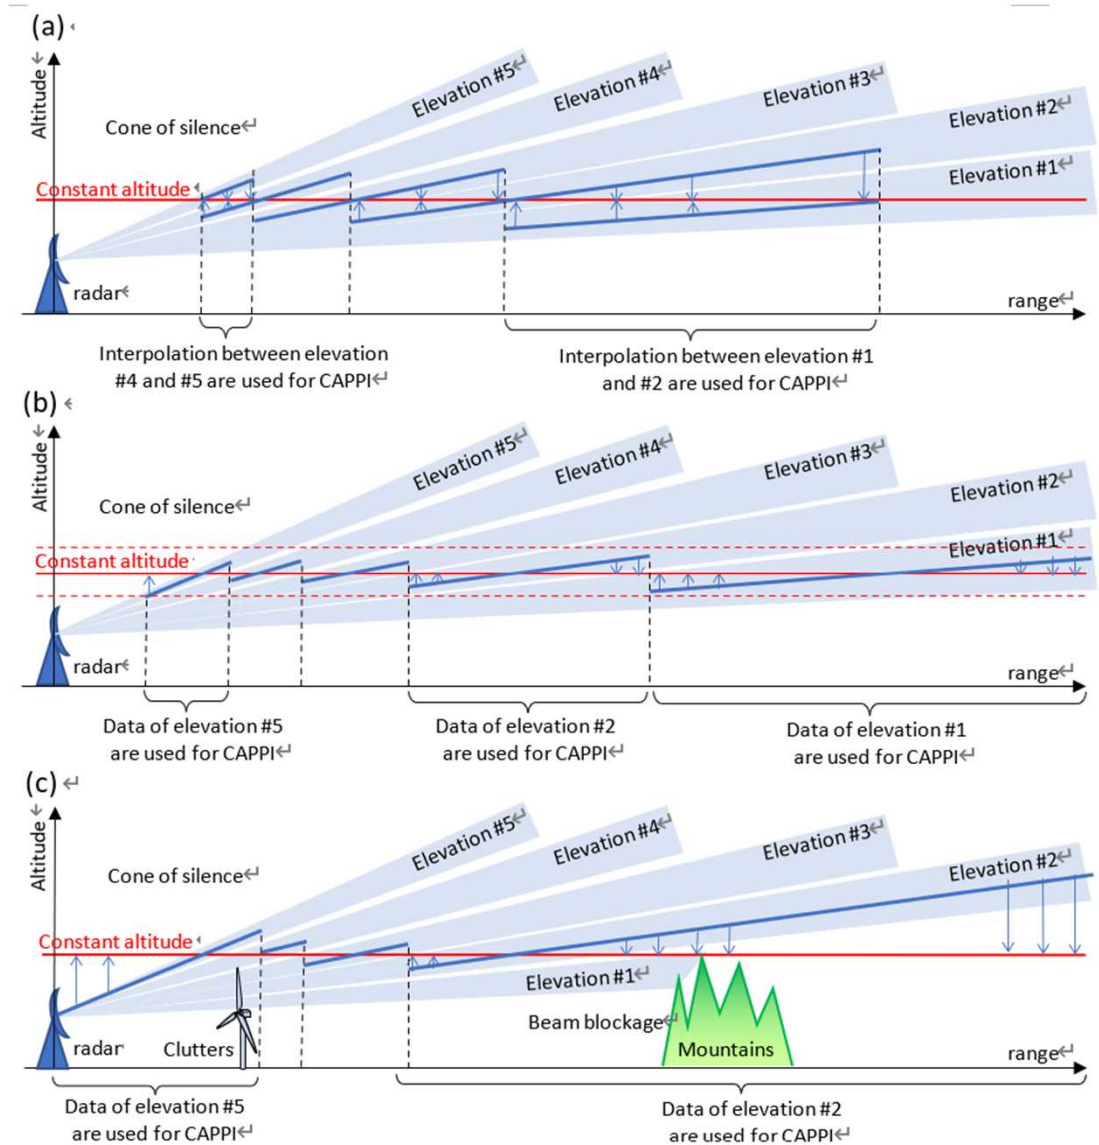 (a)
Altitude
Elevation #5
Elevation #4
Elevation #3
Elevation #2
Elevation #1
Cone of silence
Constant altitude
radar
range
Interpolation between elevation
#4 and #5 are used for CAPPI
Interpolation between elevation #1
and #2 are used for CAPPI
(b)
Altitude
Elevation #5
Elevation #4
Elevation #3
Elevation #2
Elevation #1
Cone of silence
Constant altitude
radar
range
Data of elevation #5
are used for CAPPI
Data of elevation #2
are used for CAPPI
Data of elevation #1
are used for CAPPI
(c)
Altitude
Elevation #5
Elevation #4
Elevation #3
Elevation #2
Cone of silence
Constant altitude
Elevation #1
Beam blockage
radar
Clutters
Mountains
range
Data of elevation #5
are used for CAPPI
Data of elevation #2
are used for CAPPI